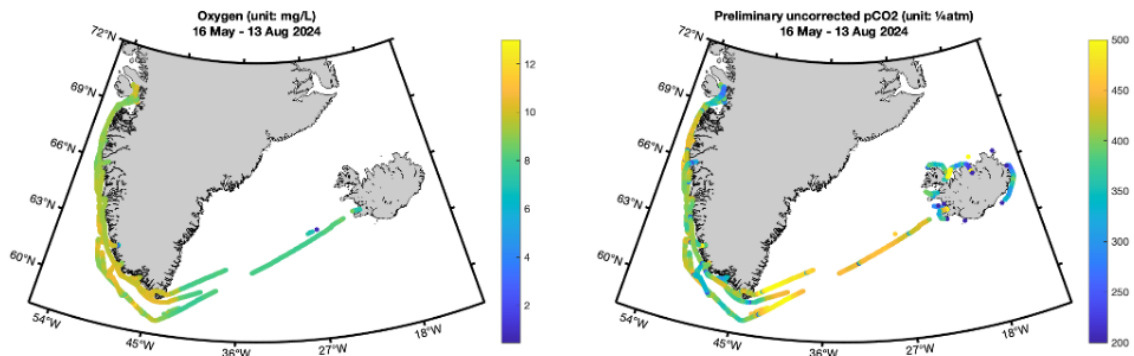 Oxygen (unit: mg/L)
16 May - 13 Aug 2024
72°N
69°N
66°N
63°N
60°N
54°W
45°W
36°W
27°W
18°W
12
10
8
6
4
2
Preliminary uncorrected pCO2 (unit: ¼atm)
16 May - 13 Aug 2024
72°N
69°N
66°N
63°N
60°N
54°W
45°W
36°W
27°W
18°W
500
450
400
350
300
250
200